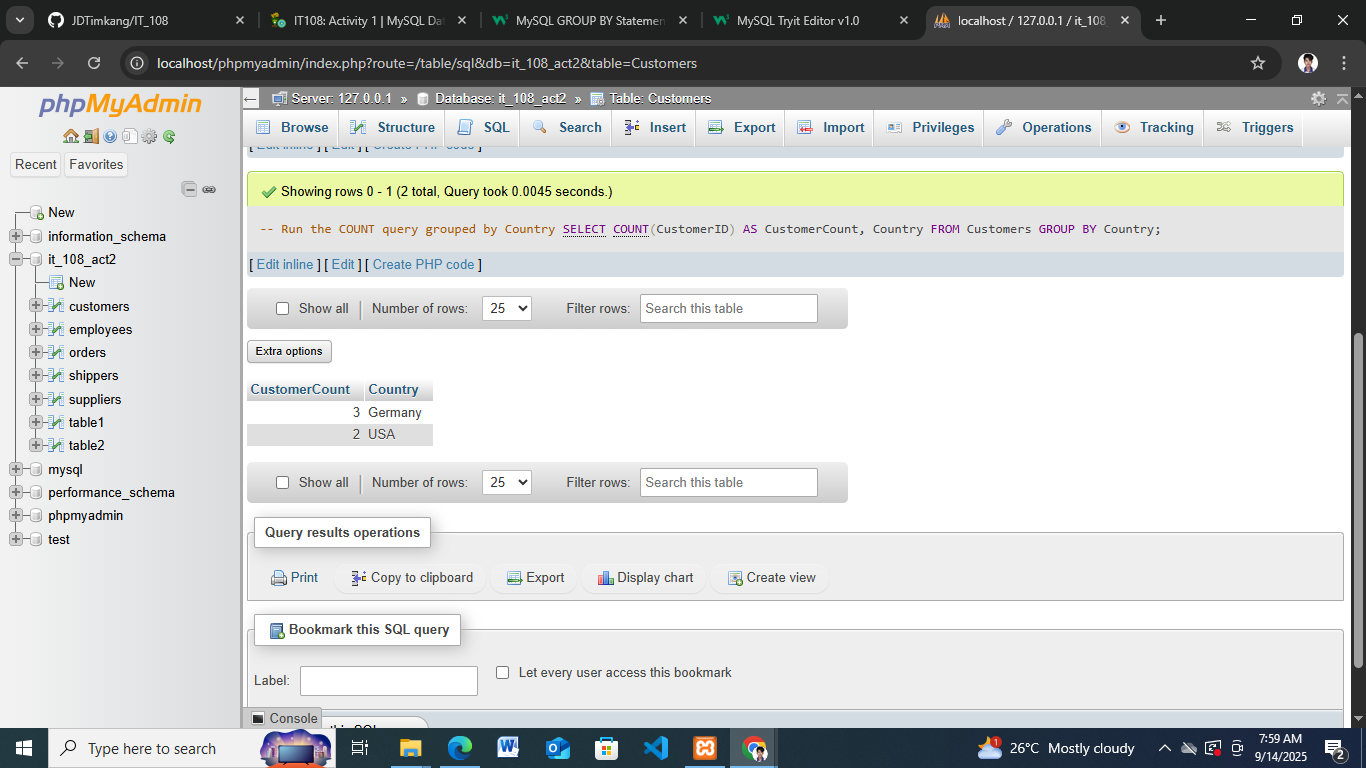 JDTimkang/IT_108
IT108: Activity 1 | MySQL Dat
MySQL GROUP BY Statemen
MySQL Tryit Editor v1.0
localhost / 127.0.0.1 / it_108
localhost/phpmyadmin/index.php?route=/table/sql&db=it_108_act2&table=Customers
phpMyAdmin
Recent
Favorites
New
information_schema
it_108_act2
New
customers
employees
orders
shippers
suppliers
table1
table2
mysql
performance_schema
phpmyadmin
test
Server: 127.0.0.1 » Database: it_108_act2 » Table: Customers
Browse
Structure
SQL
Search
Insert
Export
Import
Privileges
Operations
Tracking
Triggers
[ Edit inline ] [ Edit ] [ Create PHP code ]
Showing rows 0 - 1 (2 total, Query took 0.0045 seconds.)
-- Run the COUNT query grouped by Country SELECT COUNT(CustomerID) AS CustomerCount, Country FROM Customers GROUP BY Country;
[ Edit inline ] [ Edit ] [ Create PHP code ]
Show all
Number of rows:
25
Filter rows:
Search this table
Extra options
CustomerCount Country
3 Germany
2 USA
Show all
Number of rows:
25
Filter rows:
Search this table
Query results operations
Print
Copy to clipboard
Export
Display chart
Create view
Bookmark this SQL query
Label:
Let every user access this bookmark
Console
Type here to search
26°C Mostly cloudy
7:59 AM
9/14/2025
2